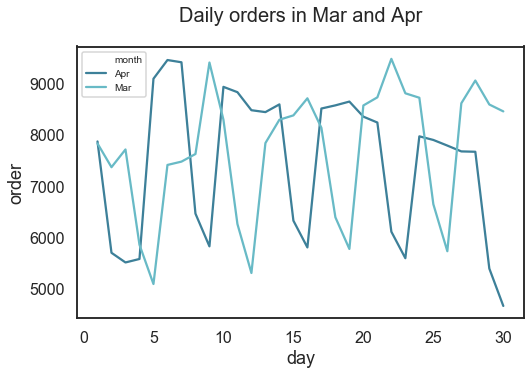 Daily orders in Mar and Apr
month
Apr
Mar
9000
8000
7000
6000
5000
order
0 5 10 15 20 25 30
day